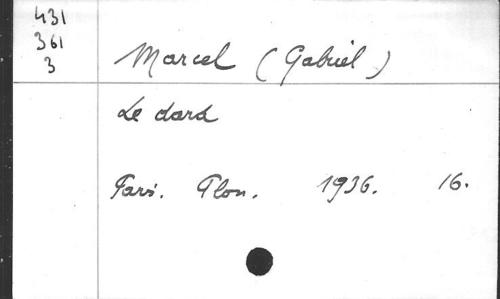 431
361
3
Marcel (Gabriel)
Le dard
Paris. Plon. 1936. 16.